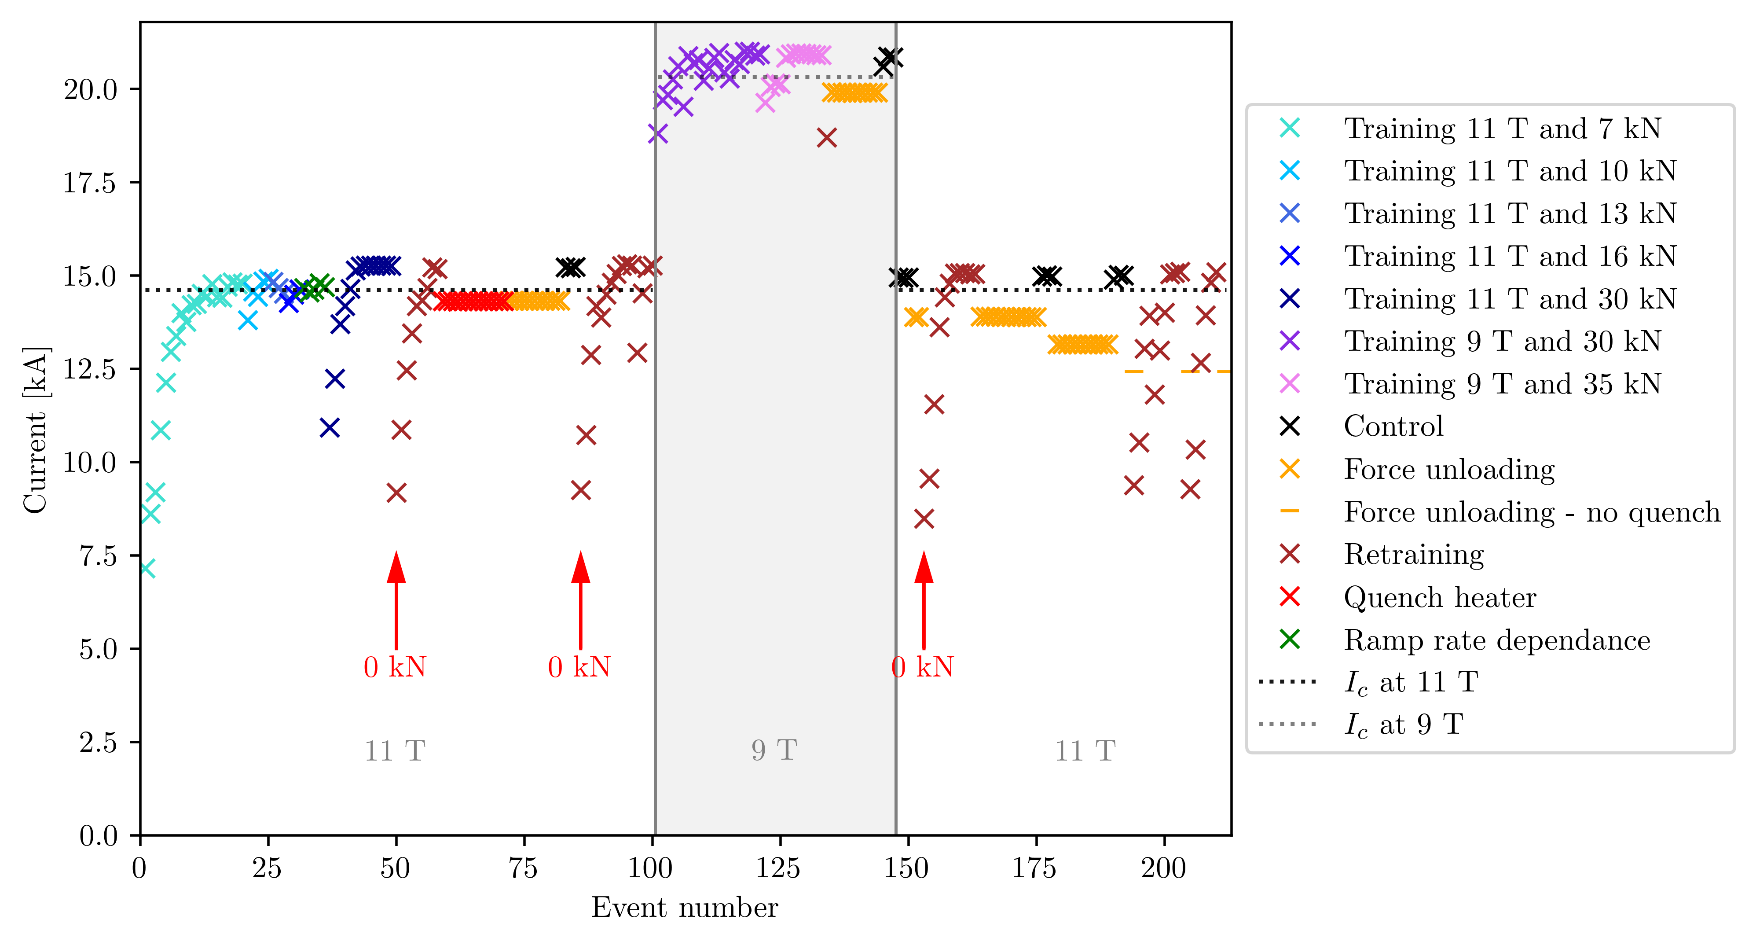 20.0
17.5
15.0
12.5
10.0
7.5
5.0
2.5
0.0
Current [kA]
0 kN
0 kN
0 kN
11 T
9 T
11 T
0
25
50
75
100
125
150
175
200
Event number
Training 11 T and 7 kN
Training 11 T and 10 kN
Training 11 T and 13 kN
Training 11 T and 16 kN
Training 11 T and 30 kN
Training 9 T and 30 kN
Training 9 T and 35 kN
Control
Force unloading
Force unloading - no quench
Retraining
Quench heater
Ramp rate dependance
I_c at 11 T
I_c at 9 T